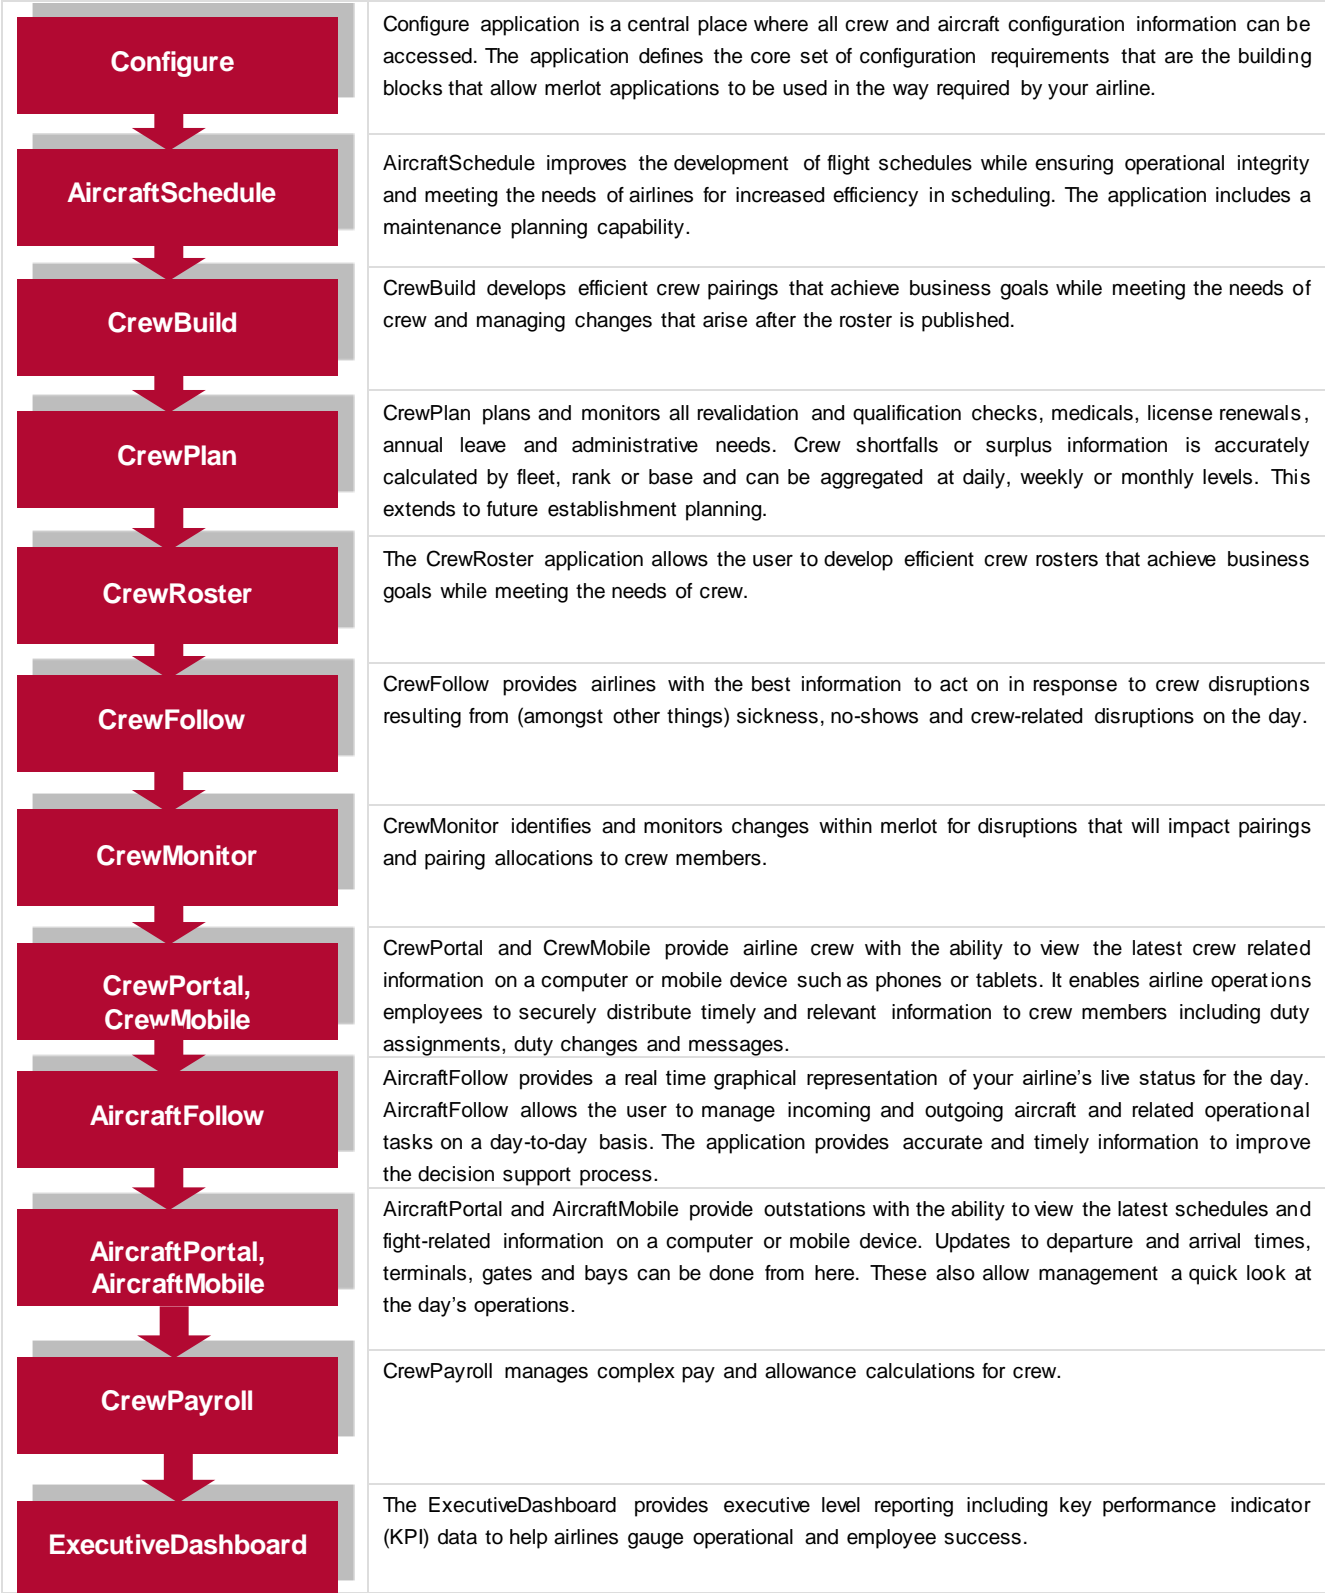 Configure
Configure application is a central place where all crew and aircraft configuration information can be
accessed. The application defines the core set of configuration requirements that are the building
blocks that allow merlot applications to be used in the way required by your airline.
AircraftSchedule
AircraftSchedule improves the development of flight schedules while ensuring operational integrity
and meeting the needs of airlines for increased efficiency in scheduling. The application includes a
maintenance planning capability.
CrewBuild
CrewBuild develops efficient crew pairings that achieve business goals while meeting the needs of
crew and managing changes that arise after the roster is published.
CrewPlan
CrewPlan plans and monitors all revalidation and qualification checks, medicals, license renewals,
annual leave and administrative needs. Crew shortfalls or surplus information is accurately
calculated by fleet, rank or base and can be aggregated at daily, weekly or monthly levels. This
extends to future establishment planning.
CrewRoster
The CrewRoster application allows the user to develop efficient crew rosters that achieve business
goals while meeting the needs of crew.
CrewFollow
CrewFollow provides airlines with the best information to act on in response to crew disruptions
resulting from (amongst other things) sickness, no-shows and crew-related disruptions on the day.
CrewMonitor
CrewMonitor identifies and monitors changes within merlot for disruptions that will impact pairings
and pairing allocations to crew members.
CrewPortal,
CrewMobile
CrewPortal and CrewMobile provide airline crew with the ability to view the latest crew related
information on a computer or mobile device such as phones or tablets. It enables airline operations
employees to securely distribute timely and relevant information to crew members including duty
assignments, duty changes and messages.
AircraftFollow
AircraftFollow provides a real time graphical representation of your airline's live status for the day.
AircraftFollow allows the user to manage incoming and outgoing aircraft and related operational
tasks on a day-to-day basis. The application provides accurate and timely information to improve
the decision support process.
AircraftPortal,
AircraftMobile
AircraftPortal and AircraftMobile provide outstations with the ability to view the latest schedules and
fight-related information on a computer or mobile device. Updates to departure and arrival times,
terminals, gates and bays can be done from here. These also allow management a quick look at
the day's operations.
CrewPayroll
CrewPayroll manages complex pay and allowance calculations for crew.
ExecutiveDashboard
The ExecutiveDashboard provides executive level reporting including key performance indicator
(KPI) data to help airlines gauge operational and employee success.